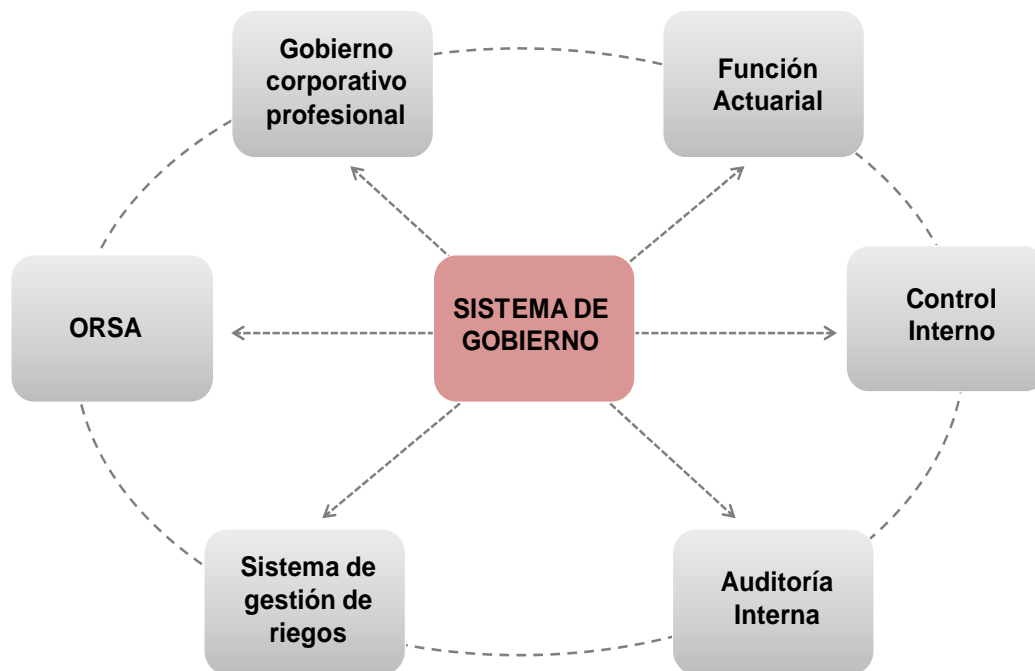 Gobierno
corporativo
profesional
Función
Actuarial
ORSA
SISTEMA DE
GOBIERNO
Control
Interno
Sistema de
gestión de
riegos
Auditoría
Interna